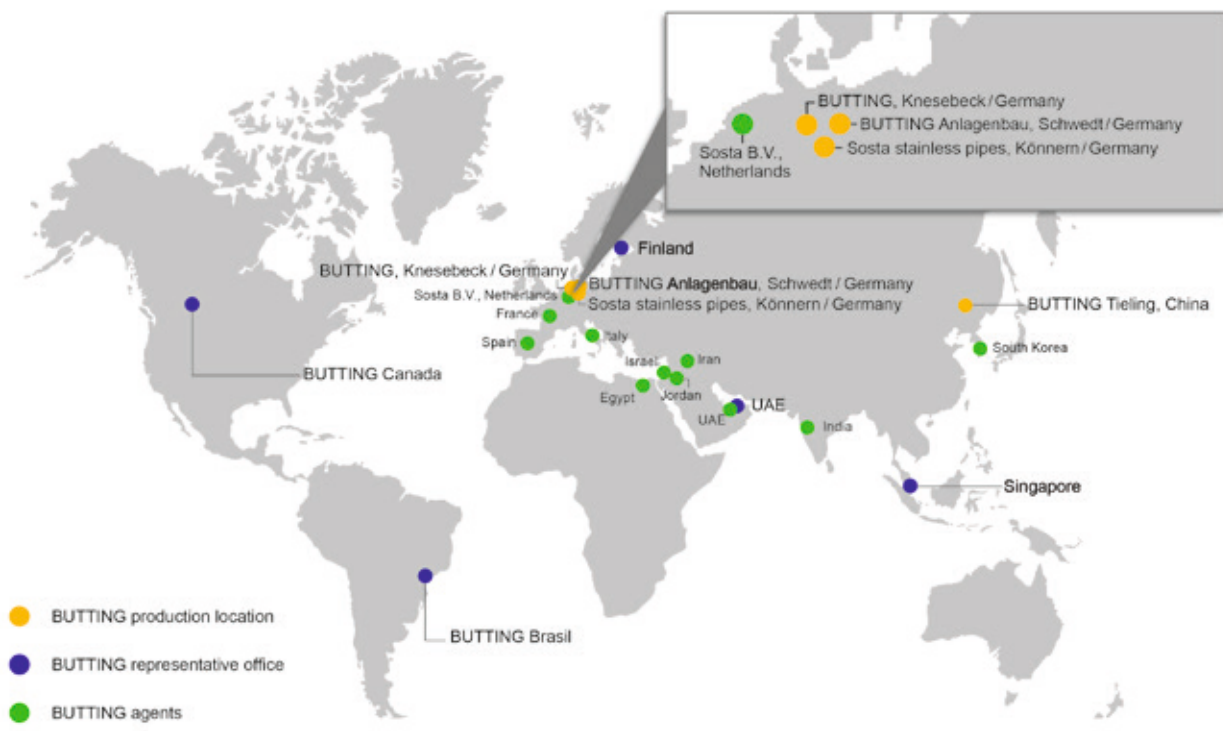 BUTTING, Knesebeck / Germany
BUTTING Anlagenbau, Schwedt / Germany
Sosta B.V.,
Netherlands
Sosta stainless pipes, Könnern / Germany
Finland
BUTTING, Knesebeck / Germany
BUTTING Anlagenbau, Schwedt / Germany
Sosta B.V., Netherlands
Sosta stainless pipes, Könnern / Germany
BUTTING Tieling, China
France
Spain
Italy
South Korea
Israel
Iran
BUTTING Canada
Egypt
Jordan
UAE
UAE
India
Singapore
BUTTING production location
BUTTING Brasil
BUTTING representative office
BUTTING agents